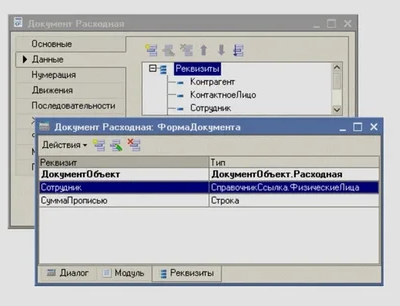 Документ Расходная
Основные
Данные
Нумерация
Движения
Последовательности
Реквизиты
Контрагент
КонтактноеЛицо
Сотрудник
Документ Расходная: ФормаДокумента
Действия
Реквизит Тип
ДокументОбъект ДокументОбъект.Расходная
Сотрудник СправочникСсылка.ФизическиеЛица
СуммаПрописью Строка
Диалог Модуль Реквизиты